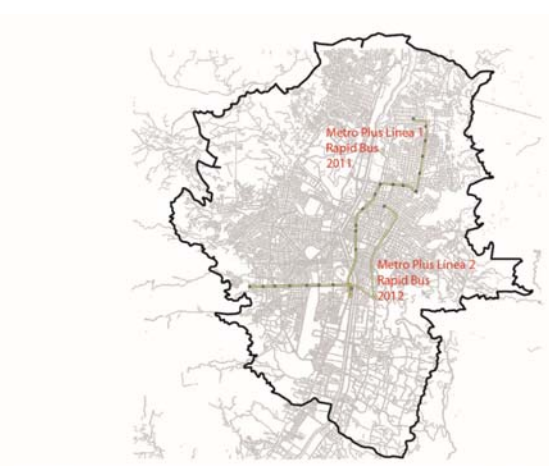 Metro Plus Linea 1
Rapid Bus
2011
Metro Plus Linea 2
Rapid Bus
2012